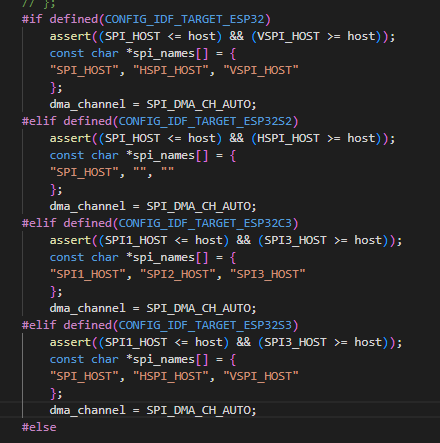 // };
#if defined(CONFIG_IDF_TARGET_ESP32)
assert((SPI_HOST <= host) && (VSPI_HOST >= host));
const char *spi_names[] = {
"SPI_HOST", "HSPI_HOST", "VSPI_HOST"
};
dma_channel = SPI_DMA_CH_AUTO;
#elif defined(CONFIG_IDF_TARGET_ESP32S2)
assert((SPI_HOST <= host) && (HSPI_HOST >= host));
const char *spi_names[] = {
"SPI_HOST", "", ""
};
dma_channel = SPI_DMA_CH_AUTO;
#elif defined(CONFIG_IDF_TARGET_ESP32C3)
assert((SPI1_HOST <= host) && (SPI3_HOST >= host));
const char *spi_names[] = {
"SPI1_HOST", "SPI2_HOST", "SPI3_HOST"
};
dma_channel = SPI_DMA_CH_AUTO;
#elif defined(CONFIG_IDF_TARGET_ESP32S3)
assert((SPI1_HOST <= host) && (SPI3_HOST >= host));
const char *spi_names[] = {
"SPI_HOST", "HSPI_HOST", "VSPI_HOST"
};
dma_channel = SPI_DMA_CH_AUTO;
#else